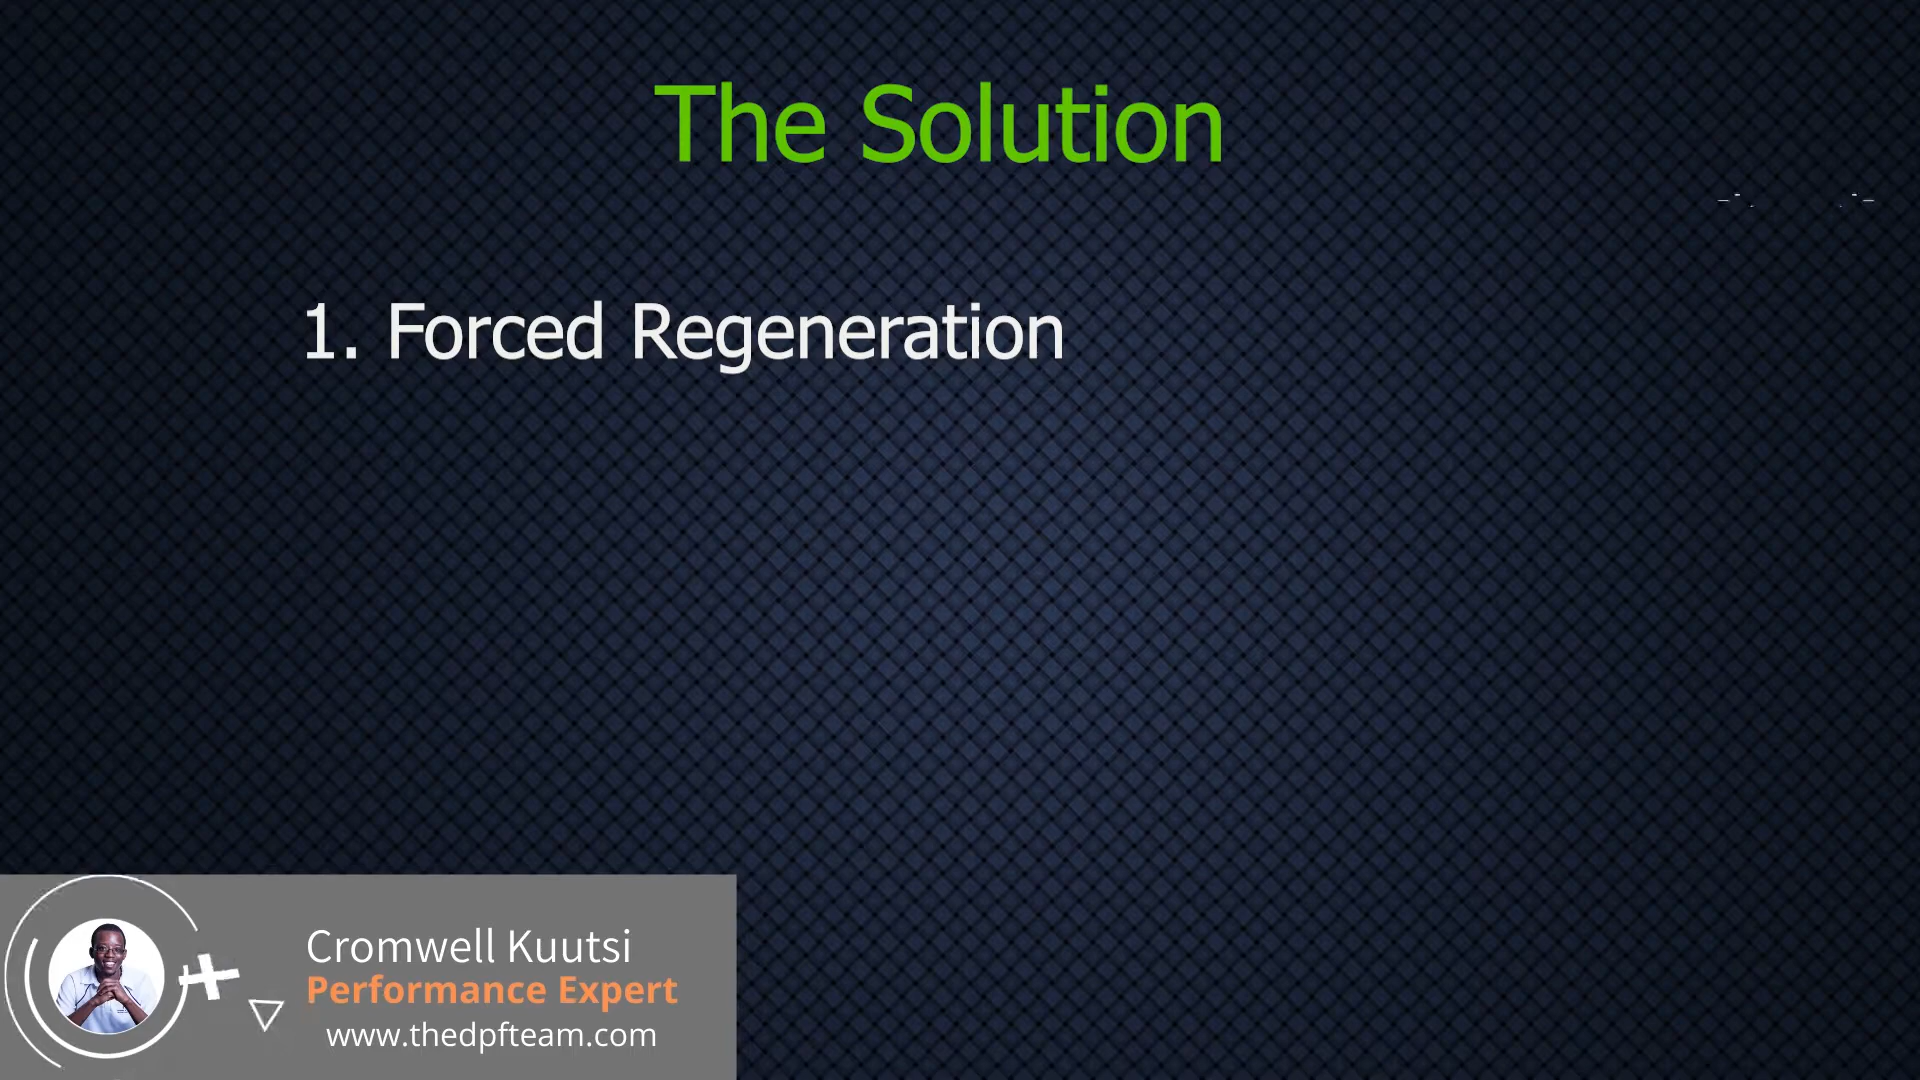 The Solution
1. Forced Regeneration
Cromwell Kuutsi
Performance Expert
www.thedpfteam.com